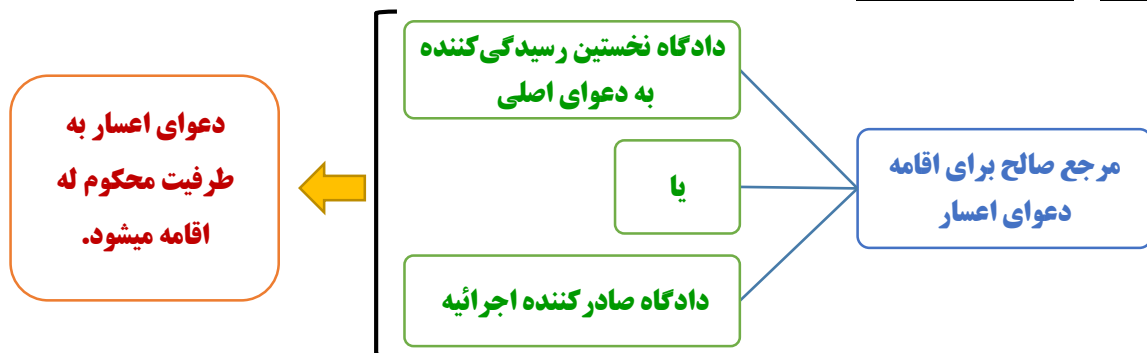 مرجع صالح برای اقامه
دعوای اعسار
دادگاه نخستین رسیدگی‌کننده
به دعوای اصلی
یا
دادگاه صادرکننده اجرائیه
دعوای اعسار به
طرفیت محکوم له
اقامه میشود.